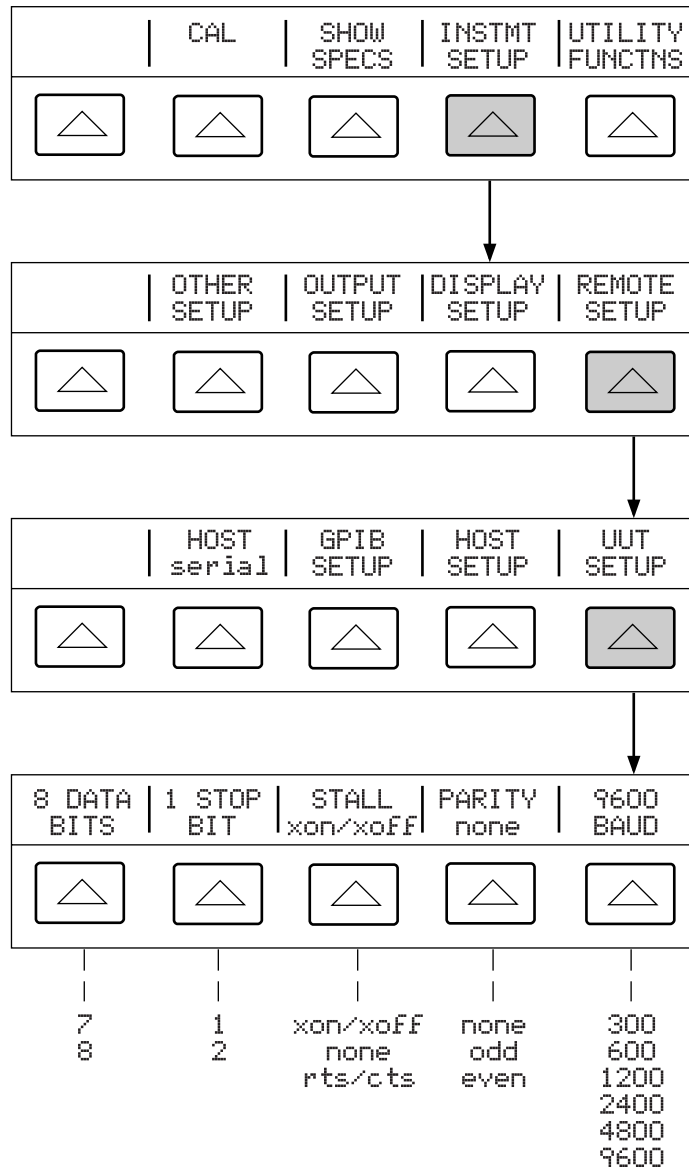 CAL
SHOW
SPECS
INSTMT
SETUP
UTILITY
FUNCTNS
OTHER
SETUP
OUTPUT
SETUP
DISPLAY
SETUP
REMOTE
SETUP
HOST
serial
GPIB
SETUP
HOST
SETUP
UUT
SETUP
8 DATA
BITS
1 STOP
BIT
STALL
xon/xoff
PARITY
none
9600
BAUD
7
8
1
2
xon/xoff
none
rts/cts
none
odd
even
300
600
1200
2400
4800
9600